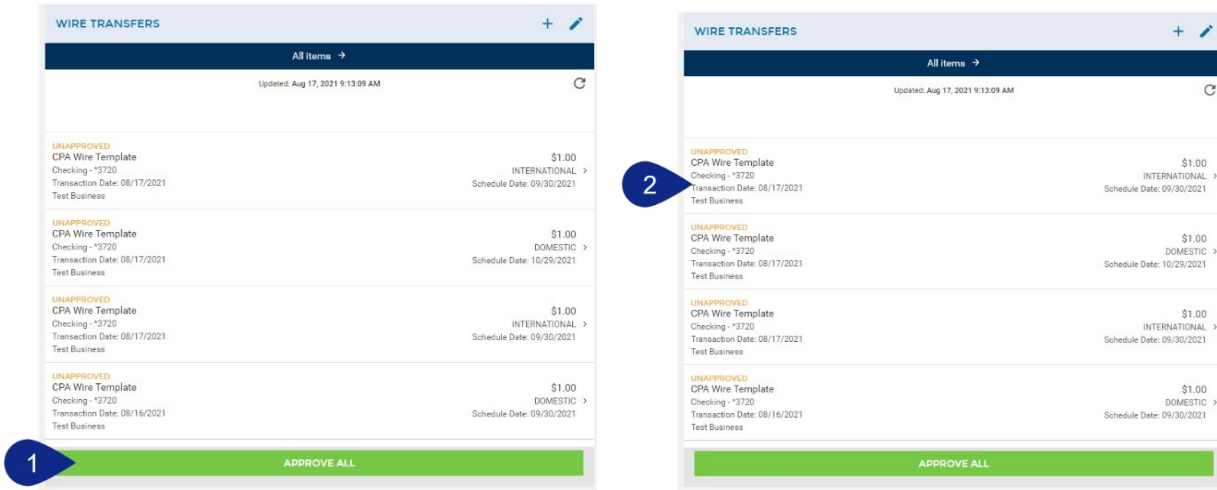 WIRE TRANSFERS
All items →
Updated: Aug 17, 2021 9:13:09 AM
UNAPPROVED
CPA Wire Template $1.00
Checking - *3720 INTERNATIONAL >
Transaction Date: 08/17/2021 Schedule Date: 09/30/2021
Test Business
UNAPPROVED
CPA Wire Template $1.00
Checking - *3720 DOMESTIC >
Transaction Date: 08/17/2021 Schedule Date: 10/29/2021
Test Business
UNAPPROVED
CPA Wire Template $1.00
Checking - *3720 INTERNATIONAL >
Transaction Date: 08/17/2021 Schedule Date: 09/30/2021
Test Business
UNAPPROVED
CPA Wire Template $1.00
Checking - *3720 DOMESTIC >
Transaction Date: 08/16/2021 Schedule Date: 09/30/2021
Test Business
1 APPROVE ALL
WIRE TRANSFERS
All items →
Updated: Aug 17, 2021 9:13:09 AM
UNAPPROVED
CPA Wire Template $1.00
Checking - *3720 INTERNATIONAL >
2 Transaction Date: 08/17/2021 Schedule Date: 09/30/2021
Test Business
UNAPPROVED
CPA Wire Template $1.00
Checking - *3720 DOMESTIC >
Transaction Date: 08/17/2021 Schedule Date: 10/29/2021
Test Business
UNAPPROVED
CPA Wire Template $1.00
Checking - *3720 INTERNATIONAL >
Transaction Date: 08/17/2021 Schedule Date: 09/30/2021
Test Business
UNAPPROVED
CPA Wire Template $1.00
Checking - *3720 DOMESTIC >
Transaction Date: 08/16/2021 Schedule Date: 09/30/2021
Test Business
APPROVE ALL